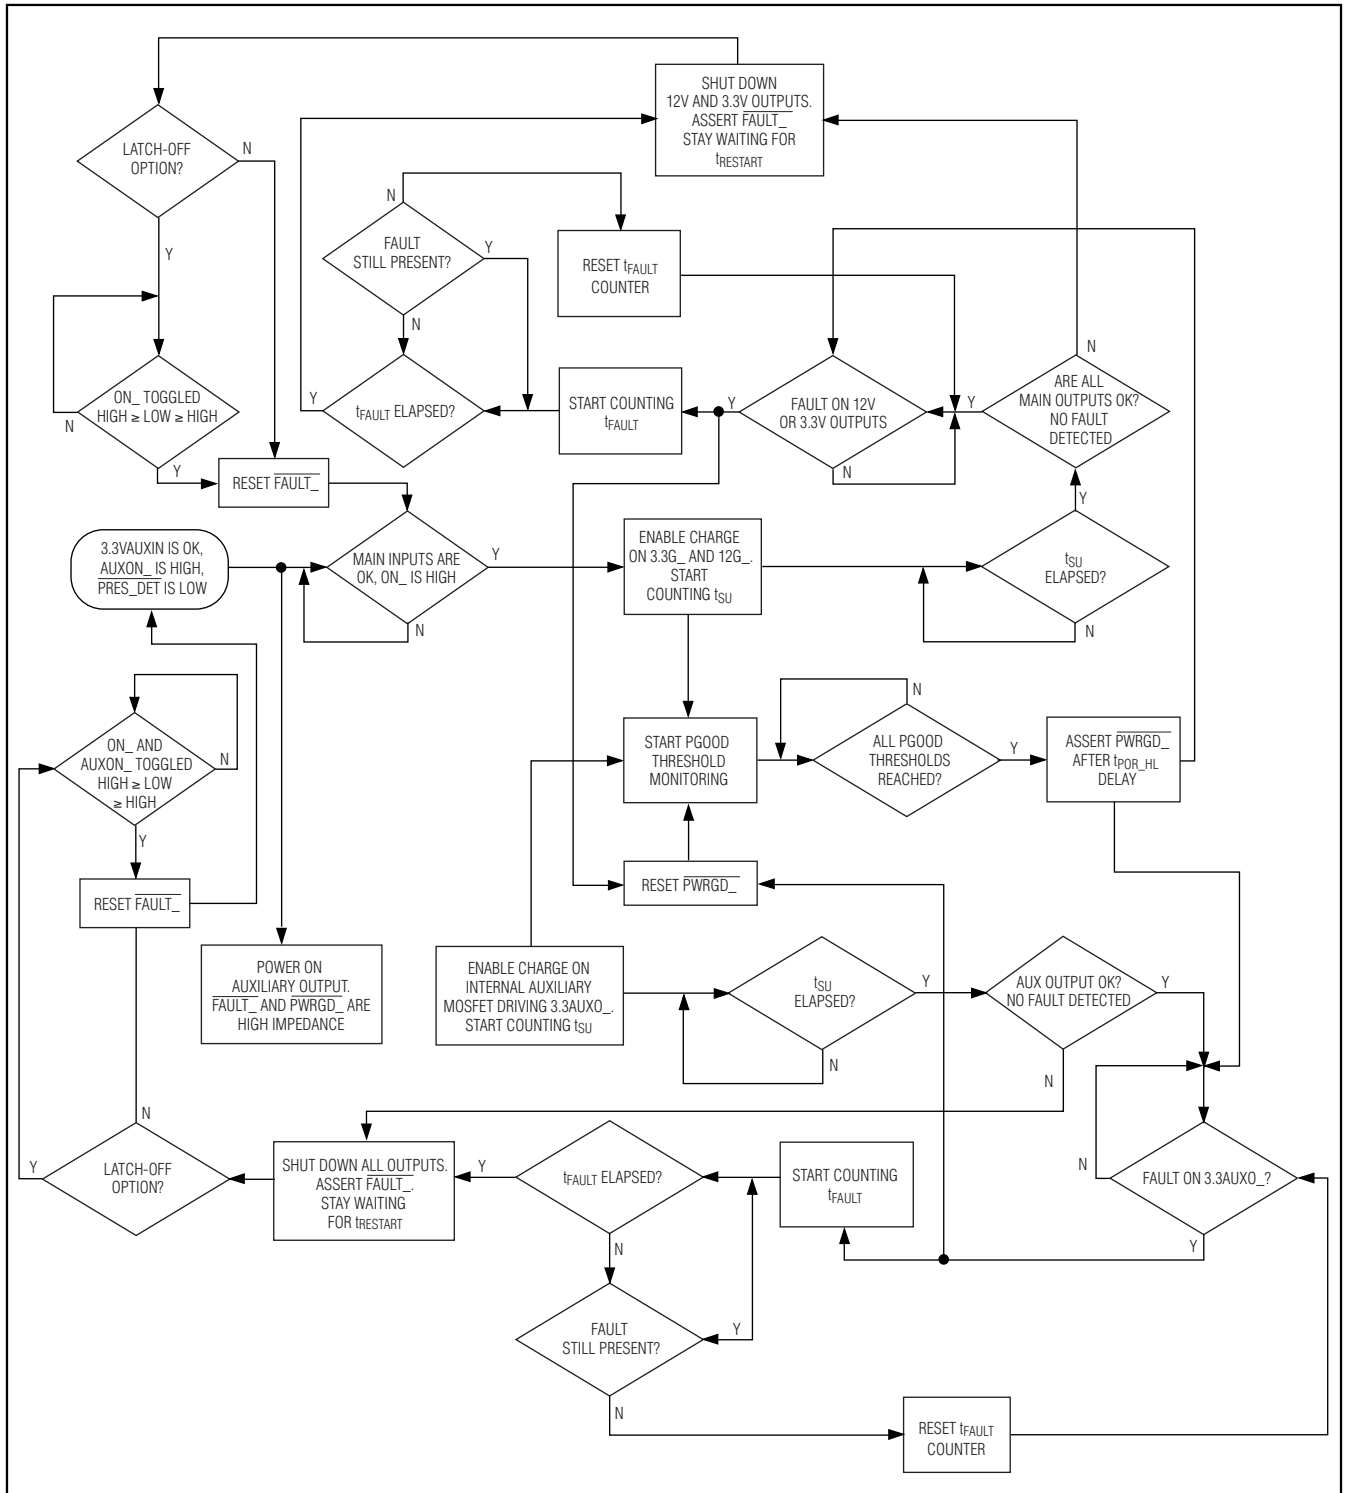 SHUT DOWN
12V AND 3.3V OUTPUTS.
ASSERT FAULT_
STAY WAITING FOR
tRESTART
LATCH-OFF
OPTION?
N
Y
N
FAULT
STILL PRESENT?
Y
N
RESET tFAULT
COUNTER
ON_ TOGGLED
HIGH ≥ LOW ≥ HIGH
N
Y
Y
tFAULT ELAPSED?
START COUNTING
tFAULT
Y
FAULT ON 12V
OR 3.3V OUTPUTS
N
Y
N
ARE ALL
MAIN OUTPUTS OK?
NO FAULT
DETECTED
Y
RESET FAULT_
3.3VAUXIN IS OK,
AUXON_ IS HIGH,
PRES_DET IS LOW
MAIN INPUTS ARE
OK, ON_ IS HIGH
Y
N
ENABLE CHARGE
ON 3.3G_ AND 12G_.
START
COUNTING tSU
tSU
ELAPSED?
N
ON_ AND
AUXON_ TOGGLED
HIGH ≥ LOW
≥ HIGH
N
Y
START PGOOD
THRESHOLD
MONITORING
N
ALL PGOOD
THRESHOLDS
REACHED?
Y
ASSERT PWRGD_
AFTER tPOR_HL
DELAY
RESET FAULT_
RESET PWRGD_
POWER ON
AUXILIARY OUTPUT.
FAULT_ AND PWRGD_ ARE
HIGH IMPEDANCE
ENABLE CHARGE ON
INTERNAL AUXILIARY
MOSFET DRIVING 3.3AUXO_.
START COUNTING tSU
tSU
ELAPSED?
Y
N
AUX OUTPUT OK?
NO FAULT DETECTED
Y
N
N
Y
LATCH-OFF
OPTION?
SHUT DOWN ALL OUTPUTS.
ASSERT FAULT_.
STAY WAITING
FOR tRESTART
Y
tFAULT ELAPSED?
N
START COUNTING
tFAULT
N
FAULT ON 3.3AUXO_?
Y
FAULT
STILL PRESENT?
Y
N
RESET tFAULT
COUNTER